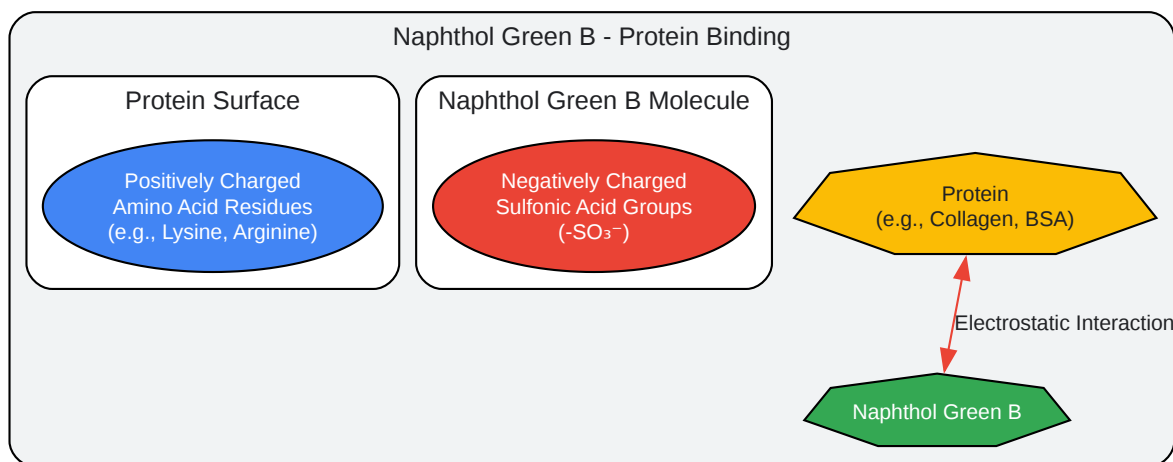 Naphthol Green B - Protein Binding
Protein Surface
Positively Charged
Amino Acid Residues
(e.g., Lysine, Arginine)
Naphthol Green B Molecule
Negatively Charged
Sulfonic Acid Groups
(-SO₃⁻)
Protein
(e.g., Collagen, BSA)
Electrostatic Interaction
Naphthol Green B